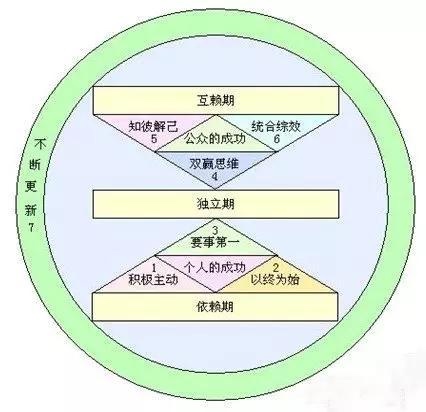 互赖期
知彼解己
5
公众的成功
统合综效
6
双赢思维
4
不断更新7
独立期
3
要事第一
1
积极主动
个人的成功
2
以终为始
依赖期